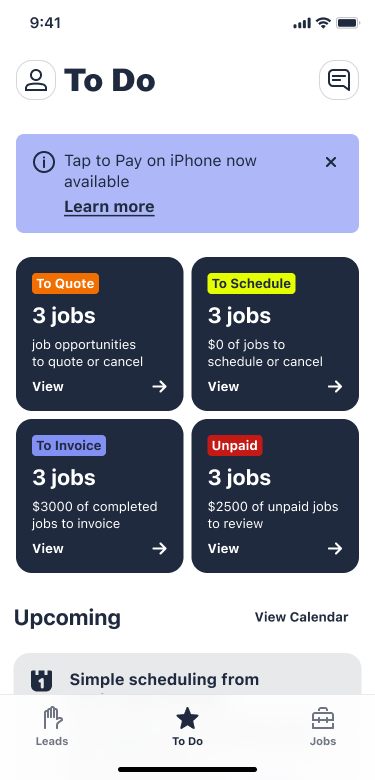 9:41
To Do
Tap to Pay on iPhone now
available
Learn more
To Quote
3 jobs
job opportunities
to quote or cancel
View
To Schedule
3 jobs
$0 of jobs to
schedule or cancel
View
To Invoice
3 jobs
$3000 of completed
jobs to invoice
View
Unpaid
3 jobs
$2500 of unpaid jobs
to review
View
Upcoming
View Calendar
1
Simple scheduling from
Leads
To Do
Jobs